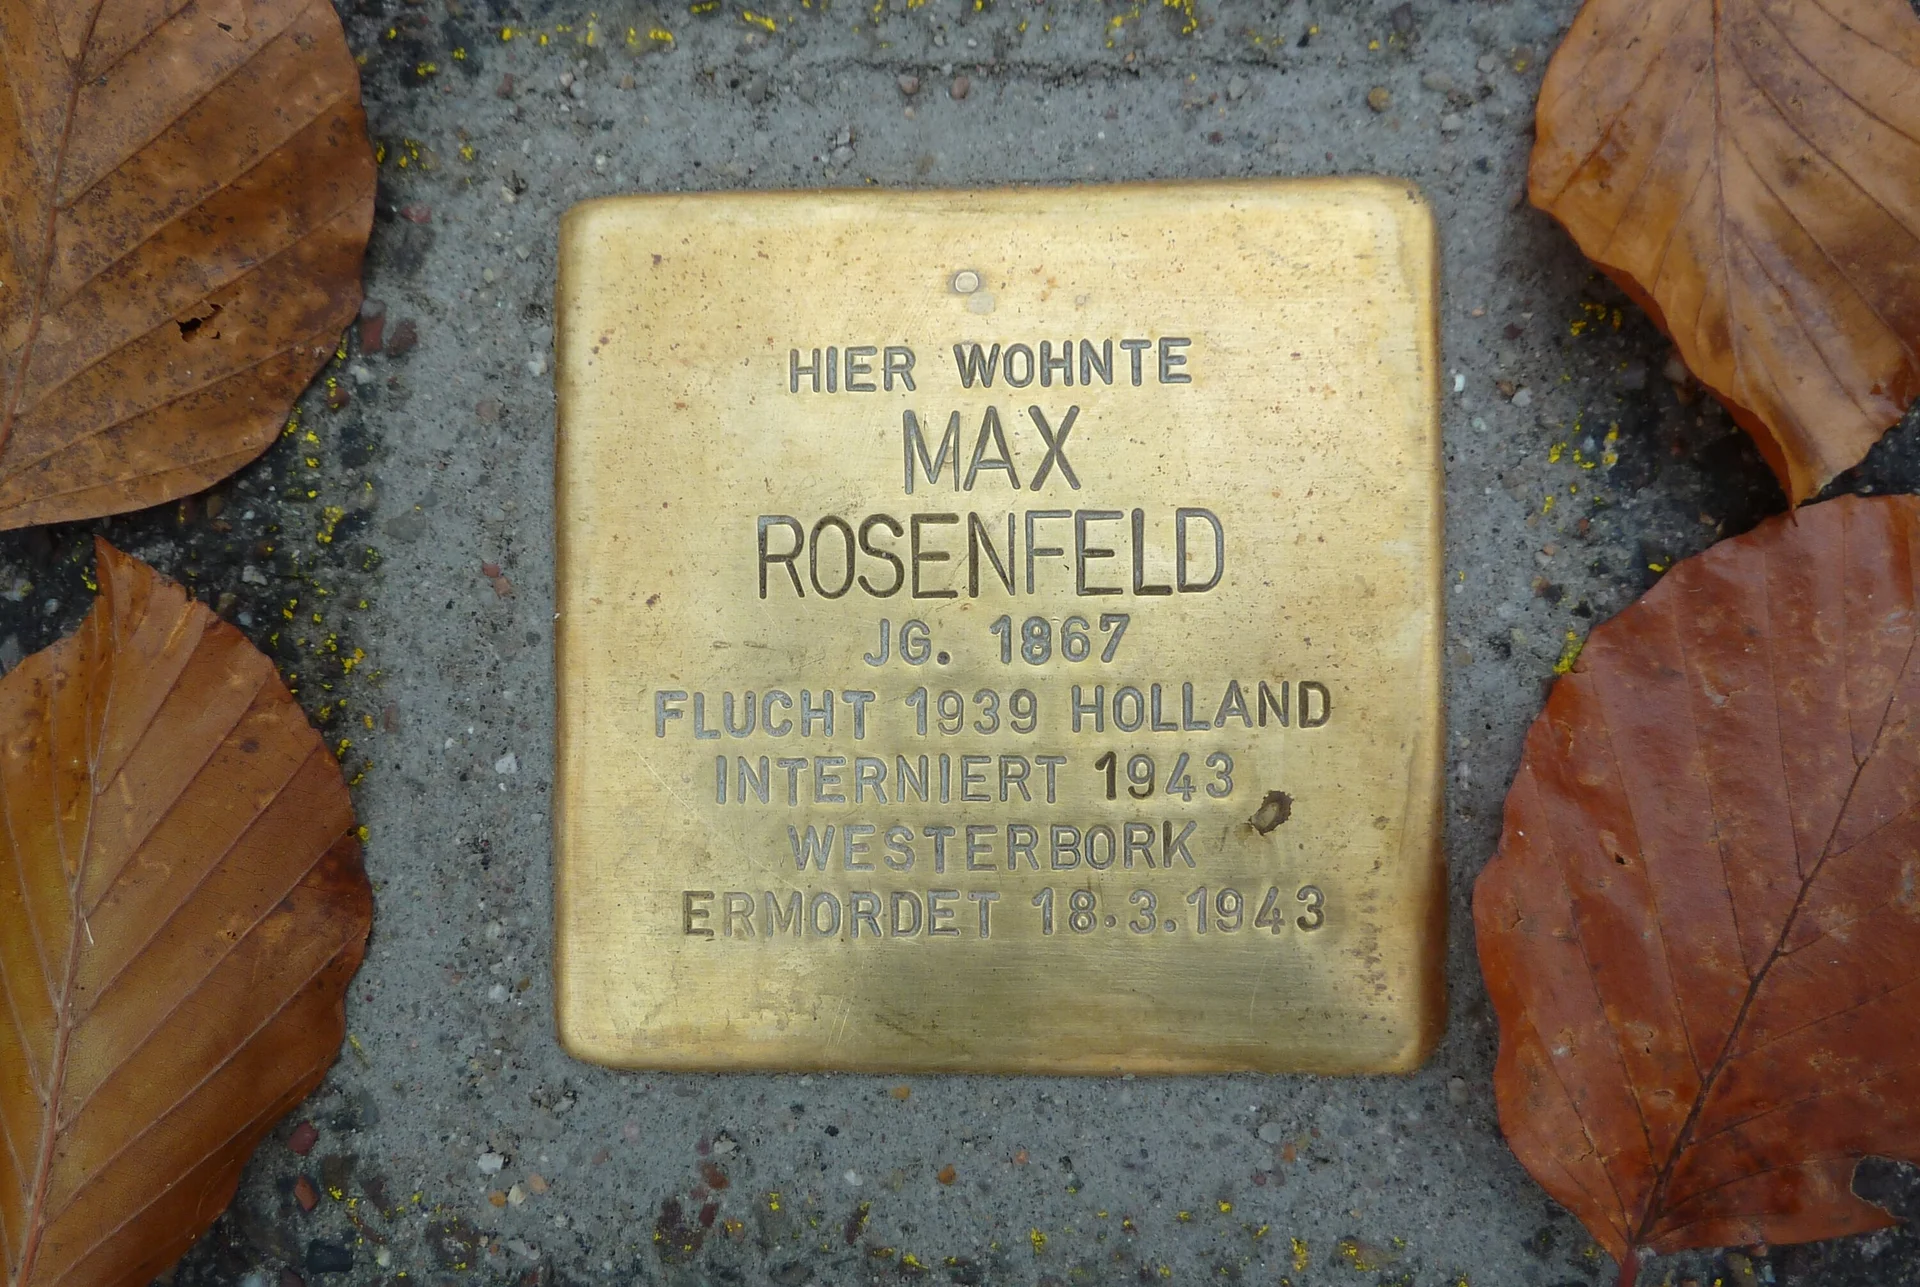 HIER WOHNTE
MAX
ROSENFELD
JG. 1867
FLUCHT 1939 HOLLAND
INTERNIERT 1943
WESTERBORK
ERMORDET 18.3.1943